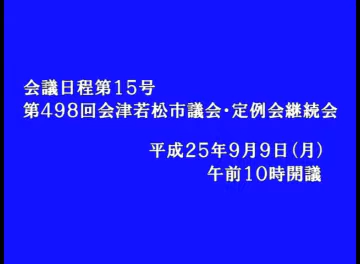 会議日程第15号
第498回会津若松市議会・定例会継続会
平成25年9月9日(月)
午前10時開議